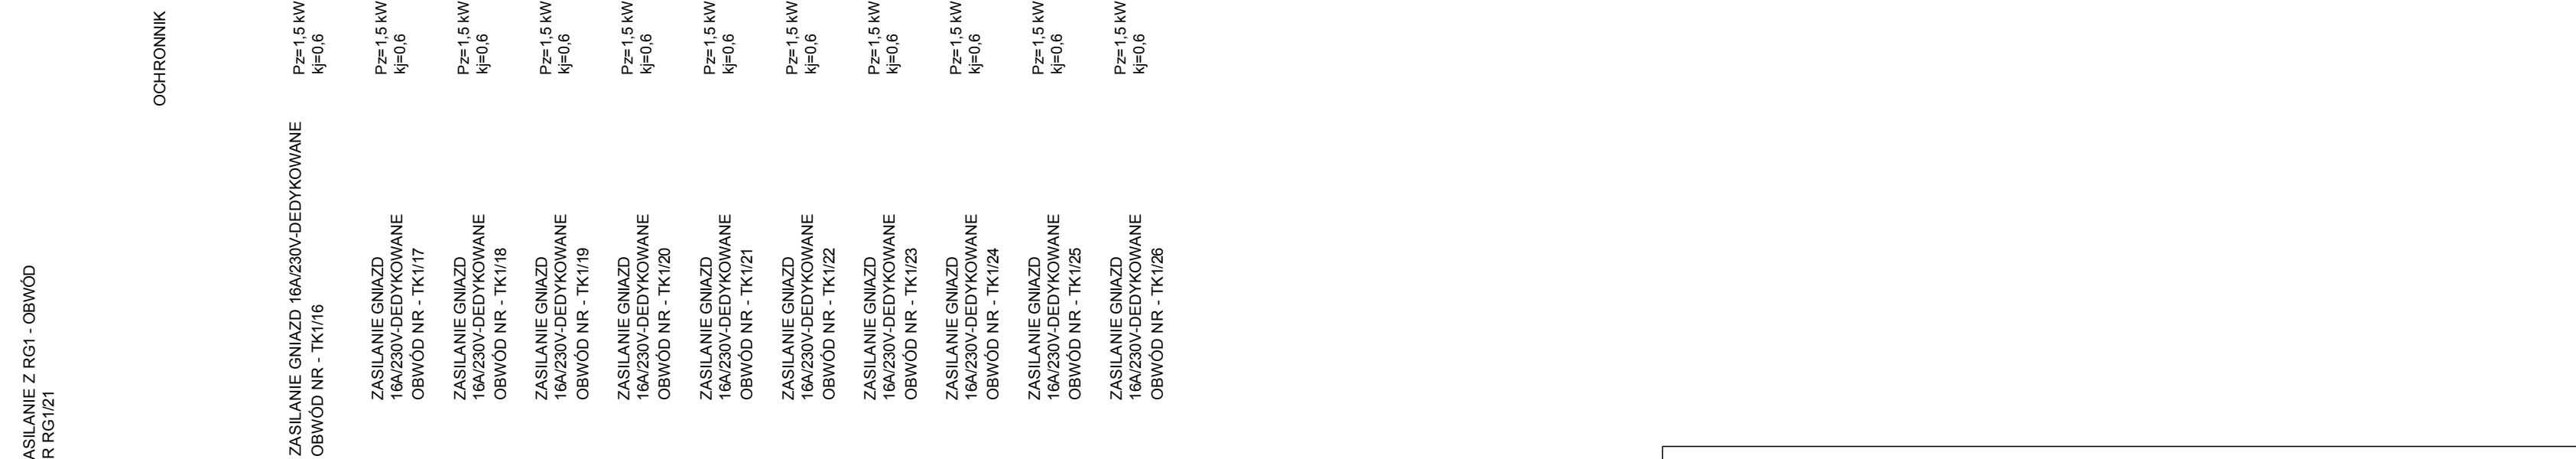 ASILANIE Z RG1 - OBWÓD
R RG1/21
OCHRONNIK
ZASILANIE GNIAZD 16A/230V-DEDYKOWANE
OBWÓD NR - TK1/16
Pz=1,5 kW
kj=0,6
ZASILANIE GNIAZD
16A/230V-DEDYKOWANE
OBWÓD NR - TK1/17
Pz=1,5 kW
kj=0,6
ZASILANIE GNIAZD
16A/230V-DEDYKOWANE
OBWÓD NR - TK1/18
Pz=1,5 kW
kj=0,6
ZASILANIE GNIAZD
16A/230V-DEDYKOWANE
OBWÓD NR - TK1/19
Pz=1,5 kW
kj=0,6
ZASILANIE GNIAZD
16A/230V-DEDYKOWANE
OBWÓD NR - TK1/20
Pz=1,5 kW
kj=0,6
ZASILANIE GNIAZD
16A/230V-DEDYKOWANE
OBWÓD NR - TK1/21
Pz=1,5 kW
kj=0,6
ZASILANIE GNIAZD
16A/230V-DEDYKOWANE
OBWÓD NR - TK1/22
Pz=1,5 kW
kj=0,6
ZASILANIE GNIAZD
16A/230V-DEDYKOWANE
OBWÓD NR - TK1/23
Pz=1,5 kW
kj=0,6
ZASILANIE GNIAZD
16A/230V-DEDYKOWANE
OBWÓD NR - TK1/24
Pz=1,5 kW
kj=0,6
ZASILANIE GNIAZD
16A/230V-DEDYKOWANE
OBWÓD NR - TK1/25
Pz=1,5 kW
kj=0,6
ZASILANIE GNIAZD
16A/230V-DEDYKOWANE
OBWÓD NR - TK1/26
Pz=1,5 kW
kj=0,6